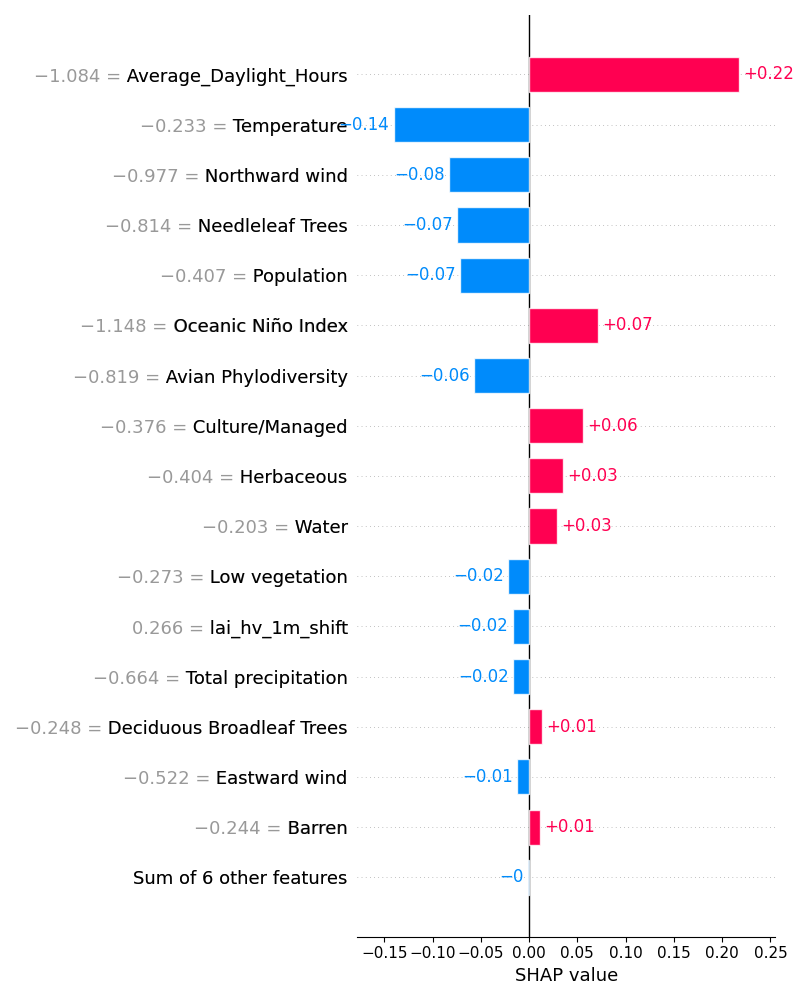 −1.084 = Average_Daylight_Hours +0.22
−0.233 = Temperature −0.14
−0.977 = Northward wind −0.08
−0.814 = Needleleaf Trees −0.07
−0.407 = Population −0.07
−1.148 = Oceanic Niño Index +0.07
−0.819 = Avian Phylodiversity −0.06
−0.376 = Culture/Managed +0.06
−0.404 = Herbaceous +0.03
−0.203 = Water +0.03
−0.273 = Low vegetation −0.02
0.266 = lai_hv_1m_shift −0.02
−0.664 = Total precipitation −0.02
−0.248 = Deciduous Broadleaf Trees +0.01
−0.522 = Eastward wind −0.01
−0.244 = Barren +0.01
Sum of 6 other features −0
−0.15 −0.10 −0.05 0.00 0.05 0.10 0.15 0.20 0.25
SHAP value